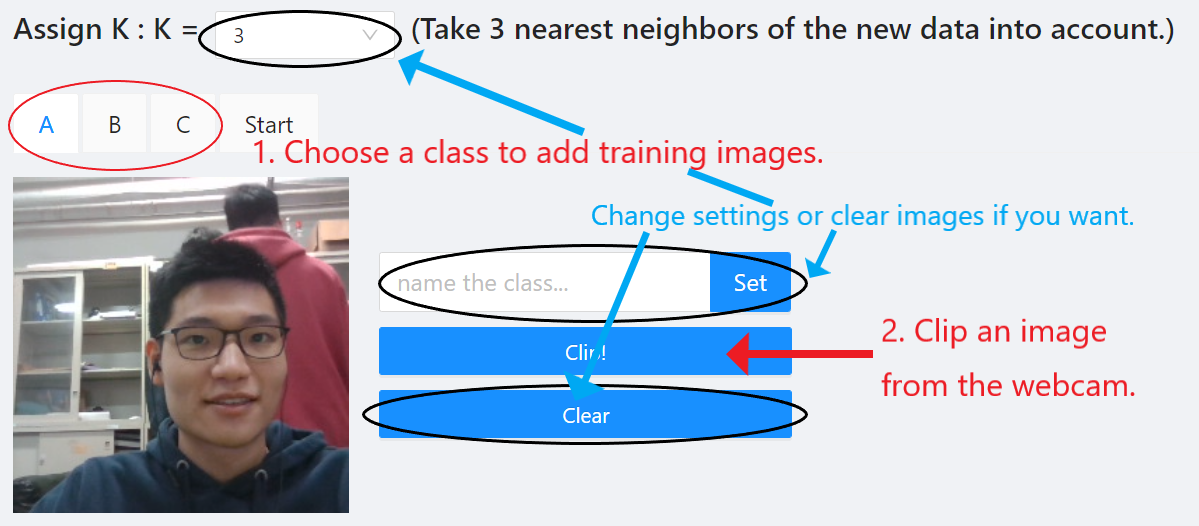 Assign K : K = 3 (Take 3 nearest neighbors of the new data into account.)
A B C Start
1. Choose a class to add training images.
Change settings or clear images if you want.
name the class... Set
Clip!
2. Clip an image
from the webcam.
Clear